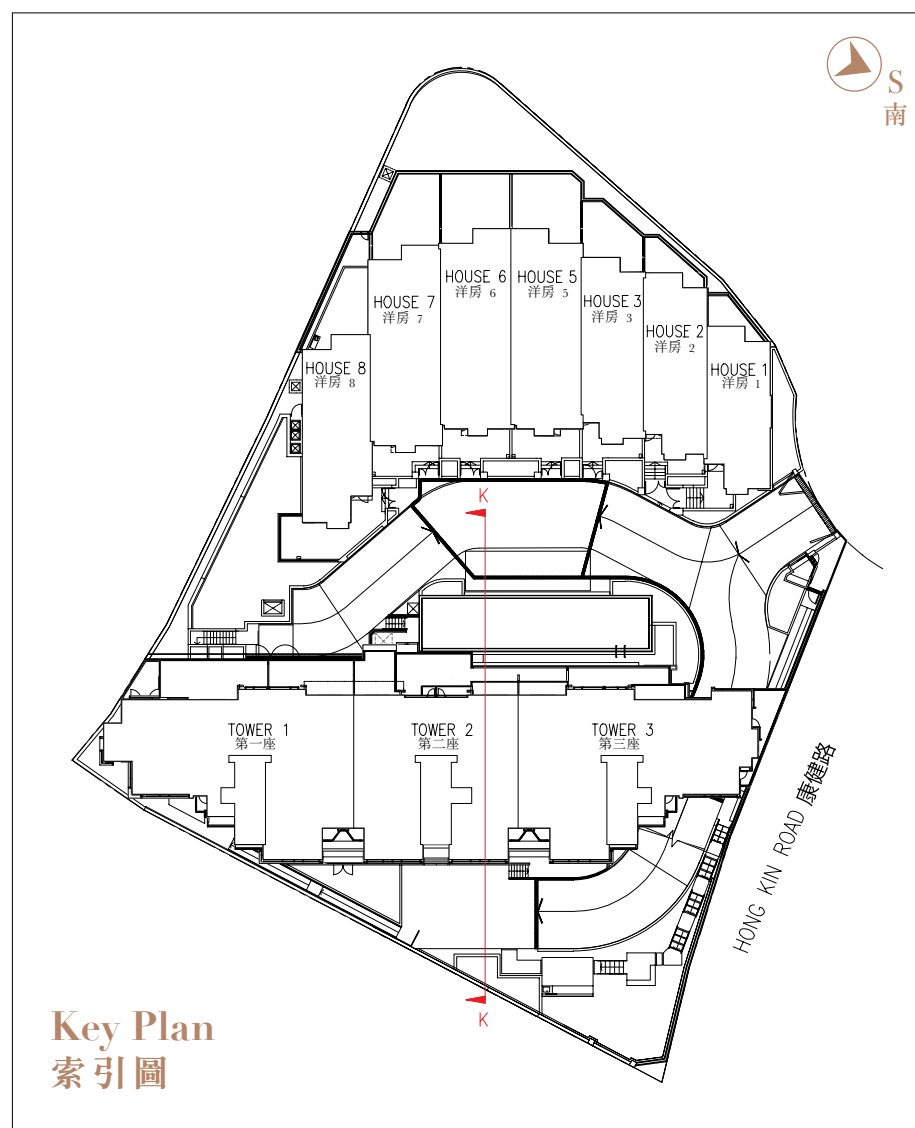 S
南
HOUSE 6
洋房 6
HOUSE 5
洋房 5
HOUSE 7
洋房 7
HOUSE 3
洋房 3
HOUSE 2
洋房 2
HOUSE 8
洋房 8
HOUSE 1
洋房 1
K
TOWER 1
第一座
TOWER 2
第二座
TOWER 3
第三座
HONG KIN ROAD 康健路
K
Key Plan
索引圖